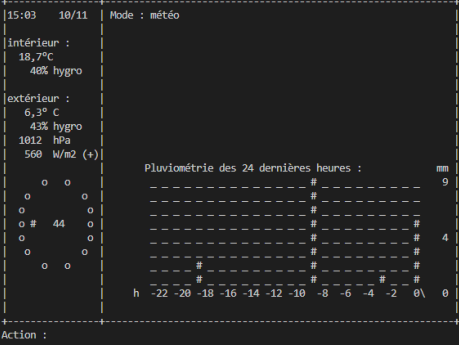 15:03 10/11
Mode : météo
intérieur :
18,7°C
40% hygro
extérieur :
6,3° C
43% hygro
1012 hPa
560 W/m2 (+)
Pluviométrie des 24 dernières heures : mm
o o
_ _ _ _ _ _ _ _ _ _ _ _ _ _ # _ _ _ _ _ _ _ _ _ 9
o o
_ _ _ _ _ _ _ _ _ _ _ _ _ _ # _ _ _ _ _ _ _ _ _
o o
_ _ _ _ _ _ _ _ _ _ _ _ _ _ # _ _ _ _ _ _ _ _ _
o # 44 o
_ _ _ _ _ _ _ _ _ _ _ _ _ _ # _ _ _ _ _ _ _ _ #
o o
_ _ _ _ _ _ _ _ _ _ _ _ _ _ # _ _ _ _ _ _ _ _ # 4
o o
_ _ _ _ _ _ _ _ _ _ _ _ _ _ # _ _ _ _ _ _ _ _ #
o o
_ _ _ _ # _ _ _ _ _ _ _ _ _ # _ _ _ _ _ _ _ _ #
_ _ _ _ # _ _ _ _ _ _ _ _ _ # _ _ _ _ _ # _ _ #
h -22 -20 -18 -16 -14 -12 -10 -8 -6 -4 -2 0\ 0
Action :